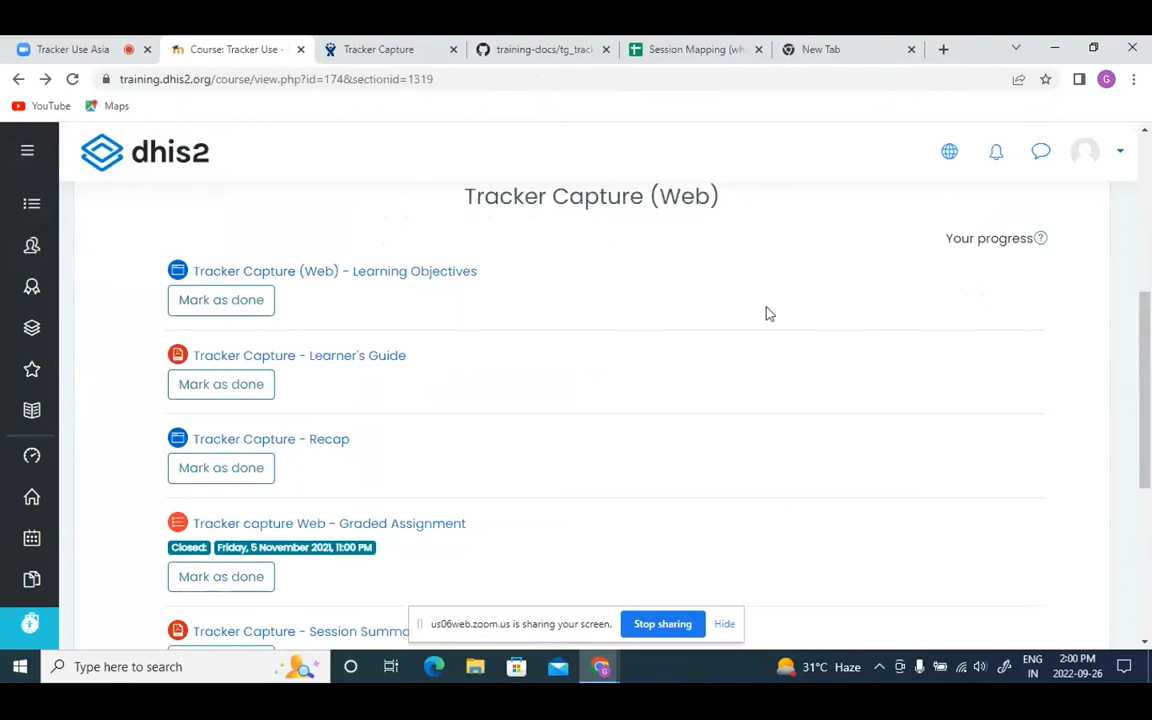 Tracker Use Asia
Course: Tracker Use -
Tracker Capture
training-docs/tg_track
Session Mapping (wh
New Tab
training.dhis2.org/course/view.php?id=174&sectionid=1319
G
YouTube
Maps
dhis2
Tracker Capture (Web)
Your progress
Tracker Capture (Web) - Learning Objectives
Mark as done
Tracker Capture - Learner's Guide
Mark as done
Tracker Capture - Recap
Mark as done
Tracker capture Web - Graded Assignment
Closed: Friday, 5 November 2021, 11:00 PM
Mark as done
Tracker Capture - Session Summa
us06web.zoom.us is sharing your screen.
Stop sharing
Hide
Type here to search
31°C Haze
ENG
IN
2:00 PM
2022-09-26